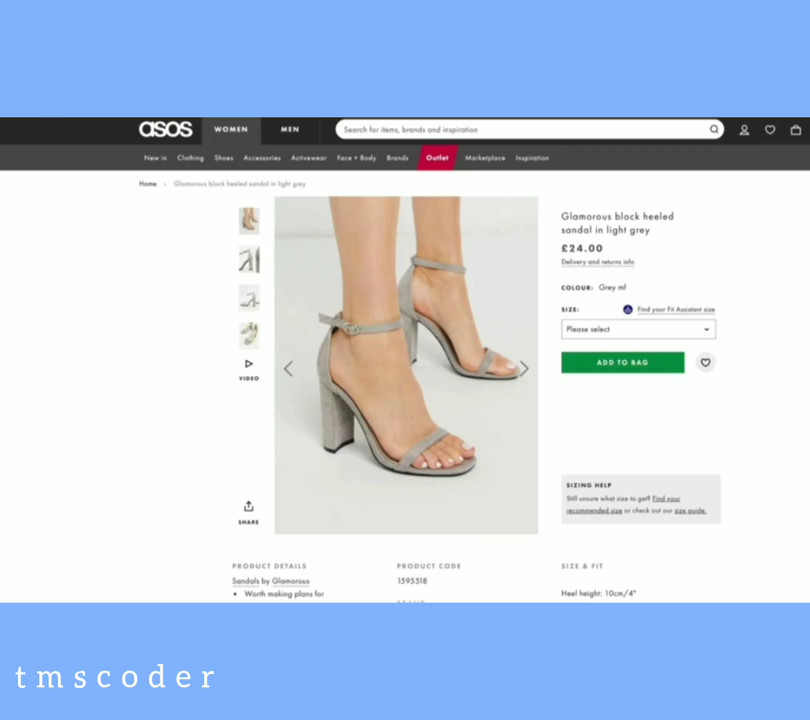 asos
WOMEN
MEN
Search for items, brands and inspiration
New in Clothing Shoes Accessories Activewear Face + Body Brands Outlet Marketplace Inspiration
Home › Glamorous block heeled sandal in light grey
VIDEO
SHARE
Glamorous block heeled
sandal in light grey
£24.00
Delivery and returns info
COLOUR: Grey mf
SIZE: Find your Fit Assistant size
Please select
ADD TO BAG
SIZING HELP
Still unsure what size to get? Find your
recommended size or check out our size guide.
PRODUCT DETAILS
Sandals by Glamorous
• Worth making plans for
PRODUCT CODE
1595518
SIZE & FIT
Heel height: 10cm/4"
tmscoder